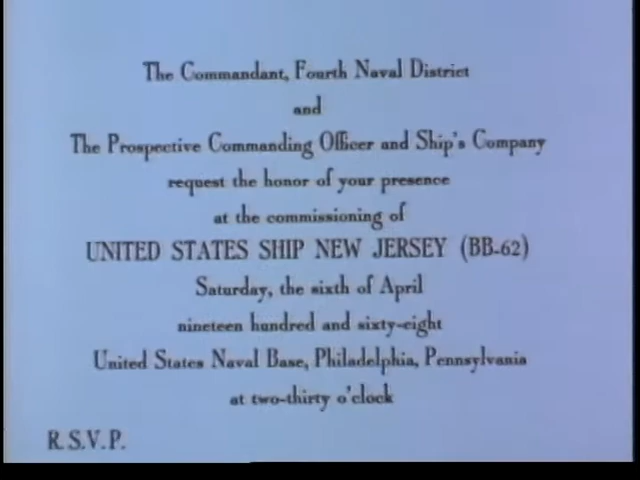 The Commandant, Fourth Naval District
and
The Prospective Commanding Officer and Ship's Company
request the honor of your presence
at the commissioning of
UNITED STATES SHIP NEW JERSEY (BB-62)
Saturday, the sixth of April
nineteen hundred and sixty-eight
United States Naval Base, Philadelphia, Pennsylvania
at two-thirty o'clock
R.S.V.P.